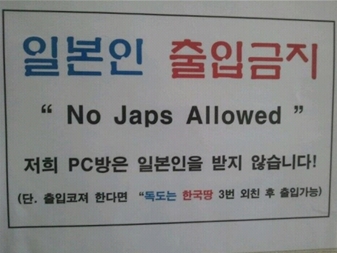 일본인 출입금지
“ No Japs Allowed ”
저희 PC방은 일본인을 받지 않습니다!
(단. 출입코져 한다면 “독도는 한국땅 3번 외친 후 출입가능)